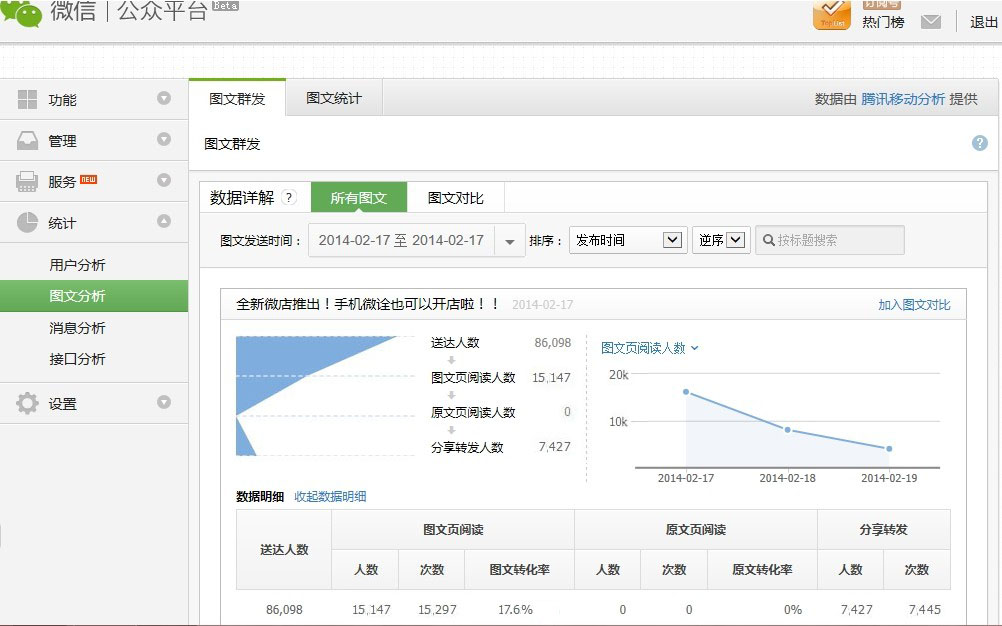 微信 | 公众平台 Beta
订阅号
TopList 热门榜 退出
功能
管理
服务 NEW
统计
用户分析
图文分析
消息分析
接口分析
设置
图文群发 图文统计 数据由 腾讯移动分析 提供
图文群发 ?
数据详解 ? 所有图文 图文对比
图文发送时间： 2014-02-17 至 2014-02-17 排序： 发布时间 逆序 按标题搜索
全新微店推出！手机微诠也可以开店啦！！ 2014-02-17 加入图文对比
送达人数 86,098
图文页阅读人数 15,147
原文页阅读人数 0
分享转发人数 7,427
图文页阅读人数
20k
10k
2014-02-17 2014-02-18 2014-02-19
数据明细 收起数据明细
送达人数 图文页阅读 原文页阅读 分享转发
人数 次数 图文转化率 人数 次数 原文转化率 人数 次数
86,098 15,147 15,297 17.6% 0 0 0% 7,427 7,445